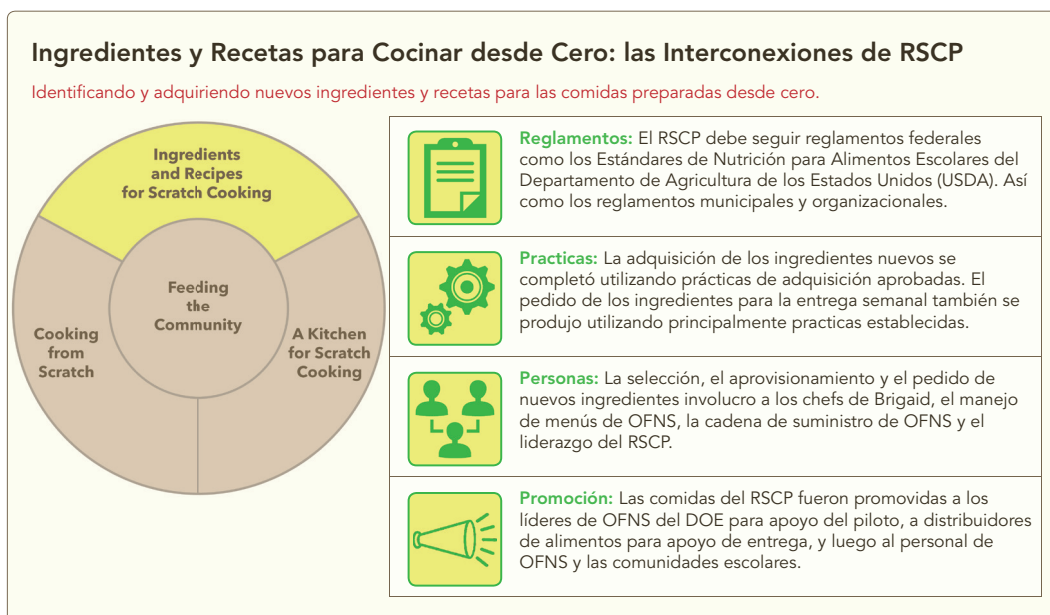 Ingredientes y Recetas para Cocinar desde Cero: las Interconexiones de RSCP
Identificando y adquiriendo nuevos ingredientes y recetas para las comidas preparadas desde cero.
Ingredients
and Recipes
for Scratch Cooking
Feeding
the
Community
Cooking
from
Scratch
A Kitchen
for Scratch
Cooking
Reglamentos: El RSCP debe seguir reglamentos federales
como los Estándares de Nutrición para Alimentos Escolares del
Departamento de Agricultura de los Estados Unidos (USDA). Así
como los reglamentos municipales y organizacionales.
Practicas: La adquisición de los ingredientes nuevos se
completó utilizando prácticas de adquisición aprobadas. El
pedido de los ingredientes para la entrega semanal también se
produjo utilizando principalmente practicas establecidas.
Personas: La selección, el aprovisionamiento y el pedido de
nuevos ingredientes involucro a los chefs de Brigaid, el manejo
de menús de OFNS, la cadena de suministro de OFNS y el
liderazgo del RSCP.
Promoción: Las comidas del RSCP fueron promovidas a los
líderes de OFNS del DOE para apoyo del piloto, a distribuidores
de alimentos para apoyo de entrega, y luego al personal de
OFNS y las comunidades escolares.